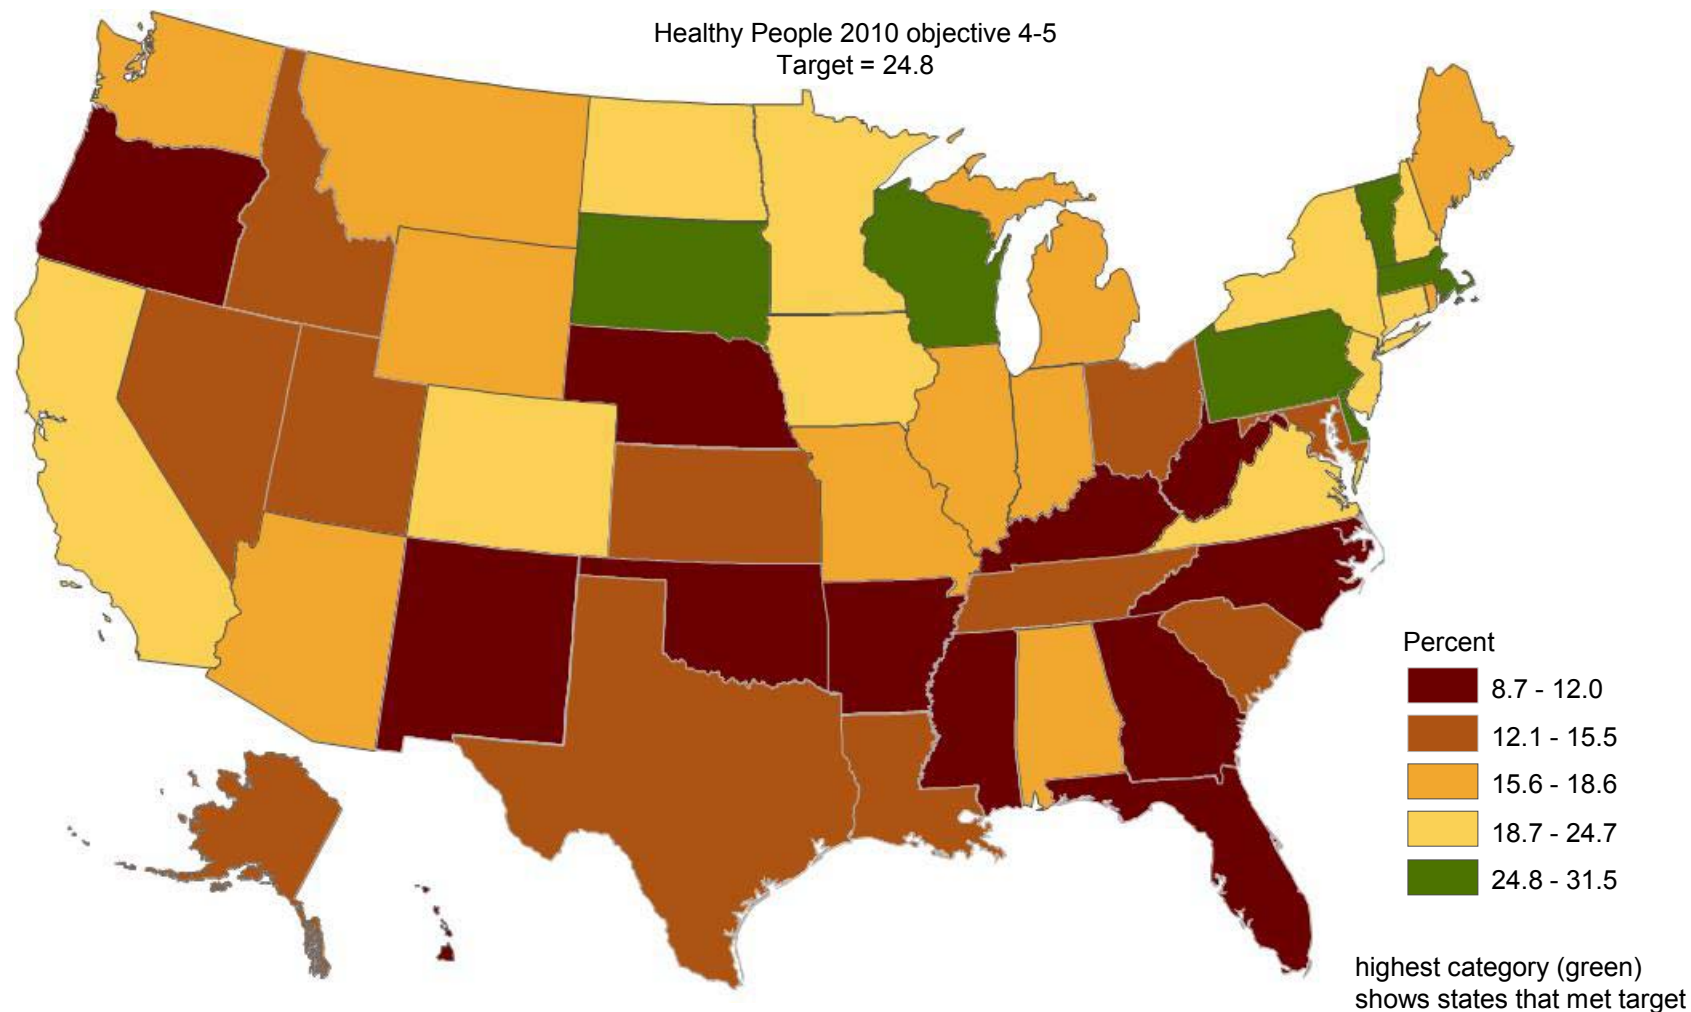 Healthy People 2010 objective 4-5
Target = 24.8
Percent
8.7 - 12.0
12.1 - 15.5
15.6 - 18.6
18.7 - 24.7
24.8 - 31.5
highest category (green)
shows states that met target